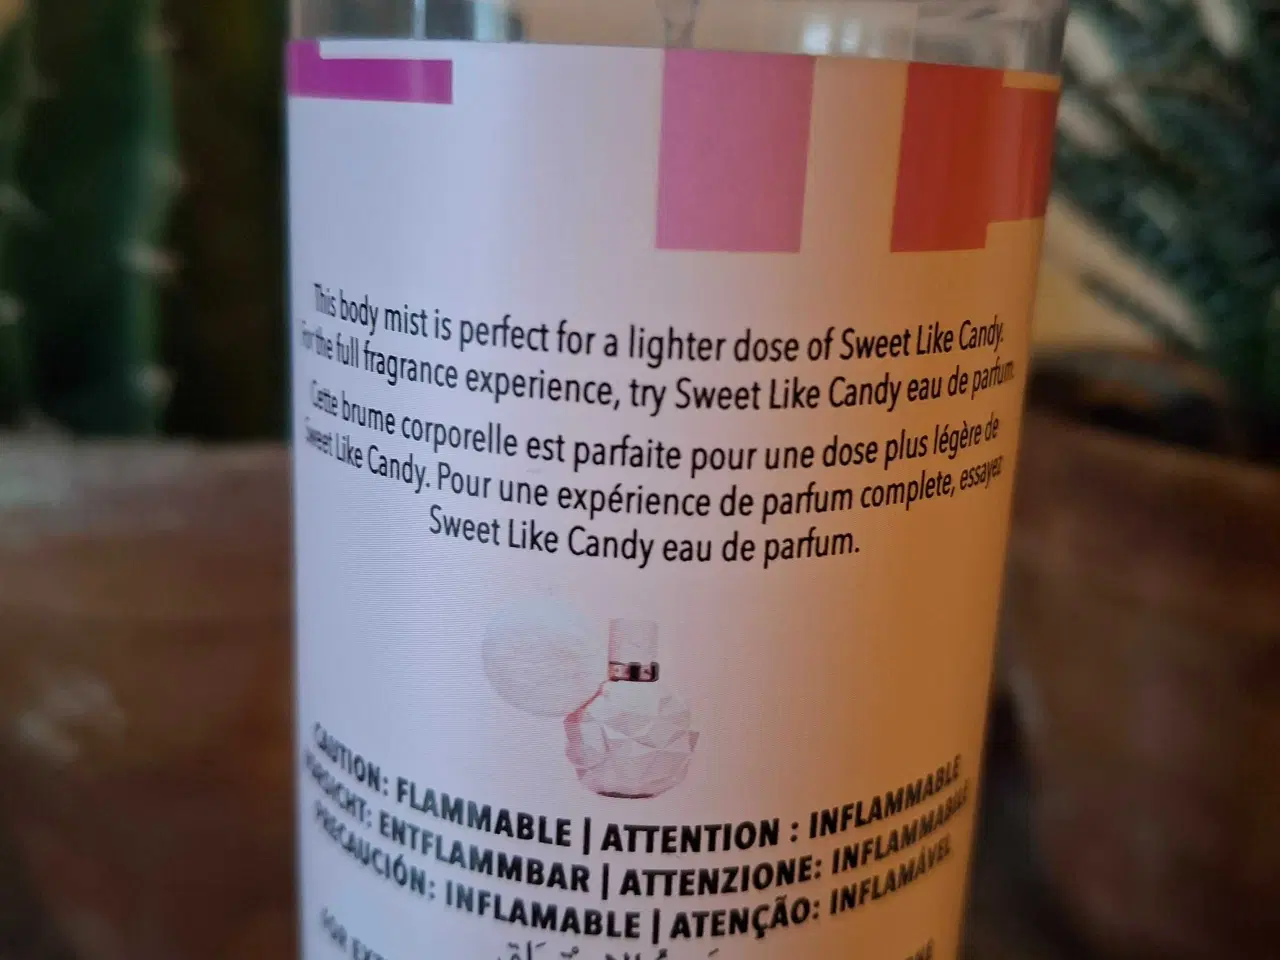 This body mist is perfect for a lighter dose of Sweet Like Candy.
For the full fragrance experience, try Sweet Like Candy eau de parfum.
Cette brume corporelle est parfaite pour une dose plus légère de
Sweet Like Candy. Pour une expérience de parfum complete, essayez
Sweet Like Candy eau de parfum.
CAUTION: FLAMMABLE | ATTENTION : INFLAMMABLE
VORSICHT: ENTFLAMMBAR | ATTENZIONE: INFLAMMABILE
PRECAUCIÓN: INFLAMABLE | ATENÇÃO: INFLAMÁVEL
FOR